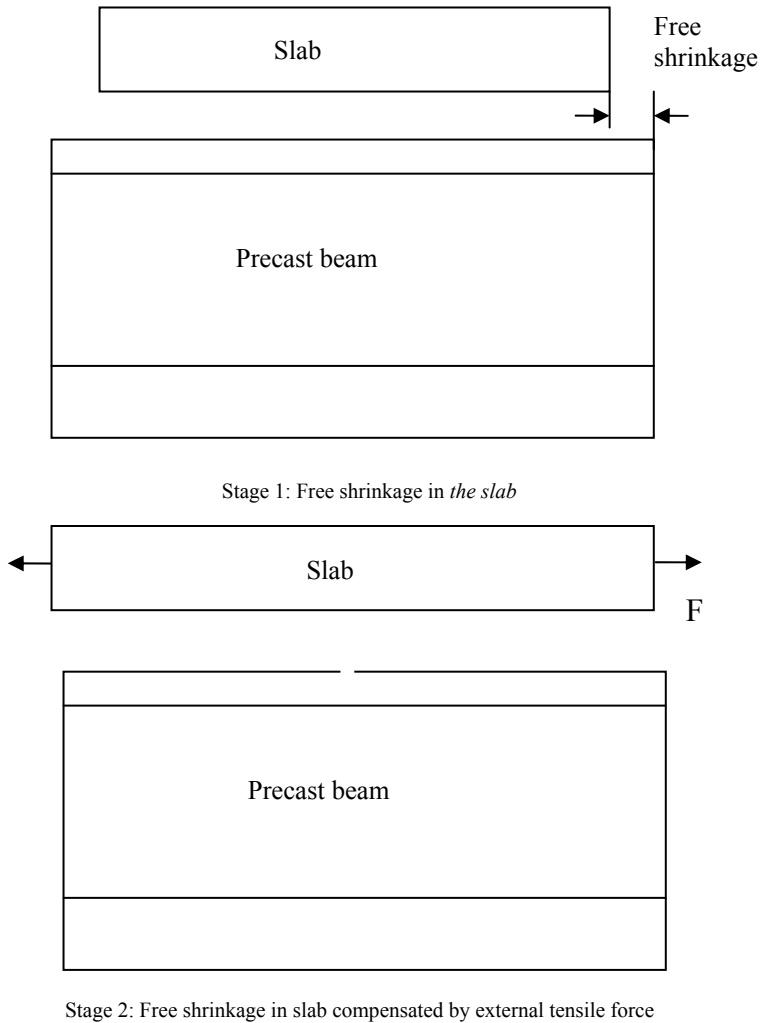 Slab
Free
shrinkage
Precast beam
Stage 1: Free shrinkage in the slab
Slab
F
Precast beam
Stage 2: Free shrinkage in slab compensated by external tensile force